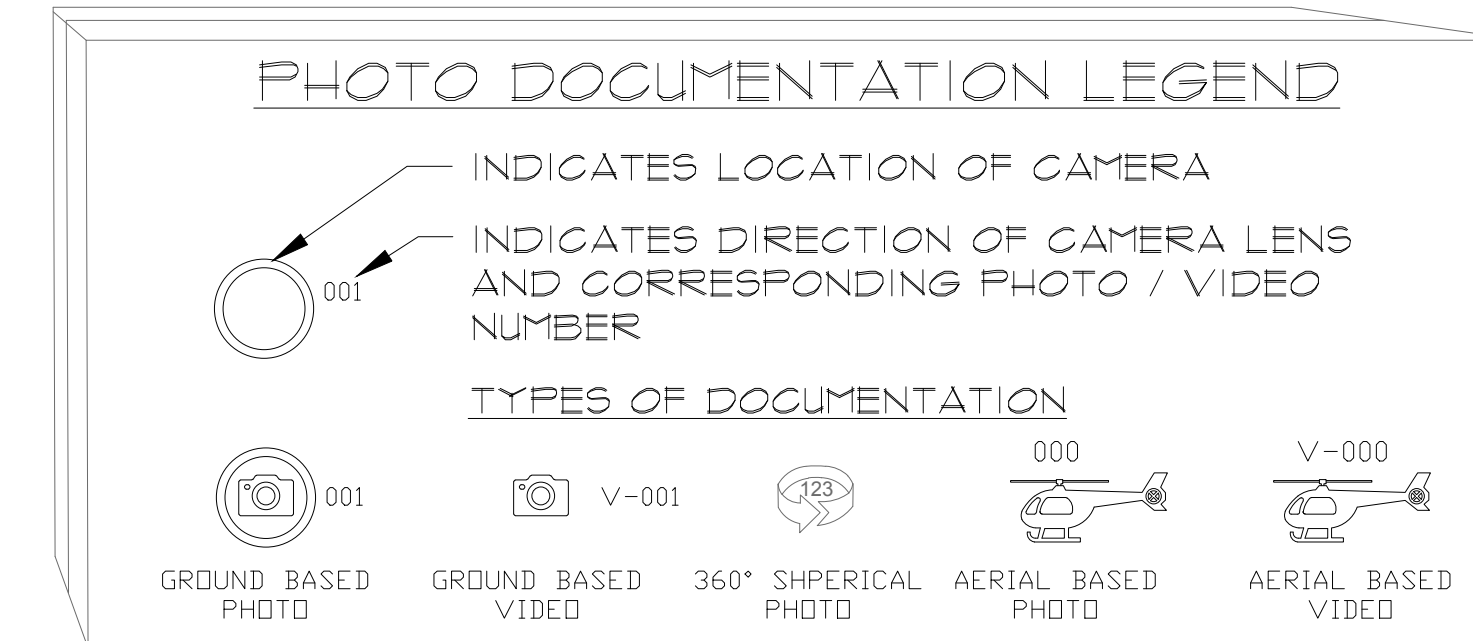 PHOTO DOCUMENTATION LEGEND
INDICATES LOCATION OF CAMERA
INDICATES DIRECTION OF CAMERA LENS
AND CORRESPONDING PHOTO / VIDEO
NUMBER
001
TYPES OF DOCUMENTATION
001
V-001
123
000
V-000
GROUND BASED
PHOTO
GROUND BASED
VIDEO
360° SHPERICAL
PHOTO
AERIAL BASED
PHOTO
AERIAL BASED
VIDEO